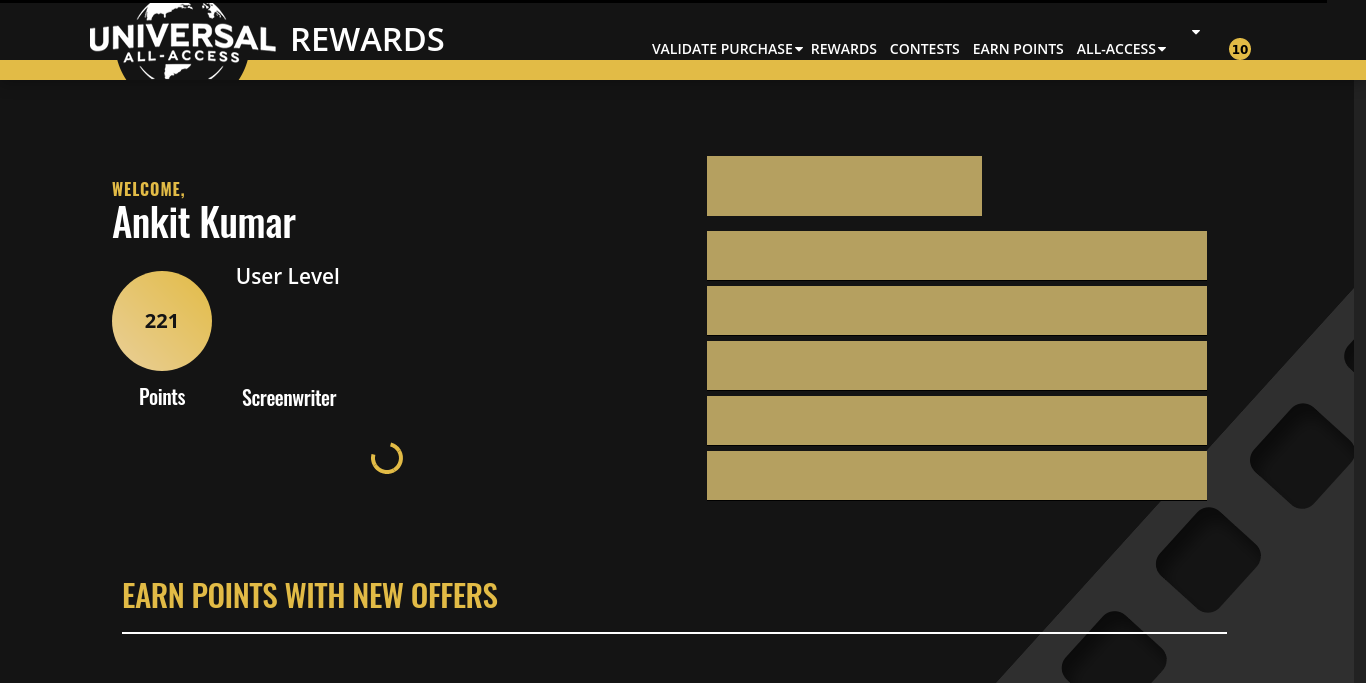 UNIVERSAL
ALL-ACCESS
REWARDS
VALIDATE PURCHASE REWARDS CONTESTS EARN POINTS ALL-ACCESS 10
WELCOME,
Ankit Kumar
User Level
221
Points Screenwriter
EARN POINTS WITH NEW OFFERS